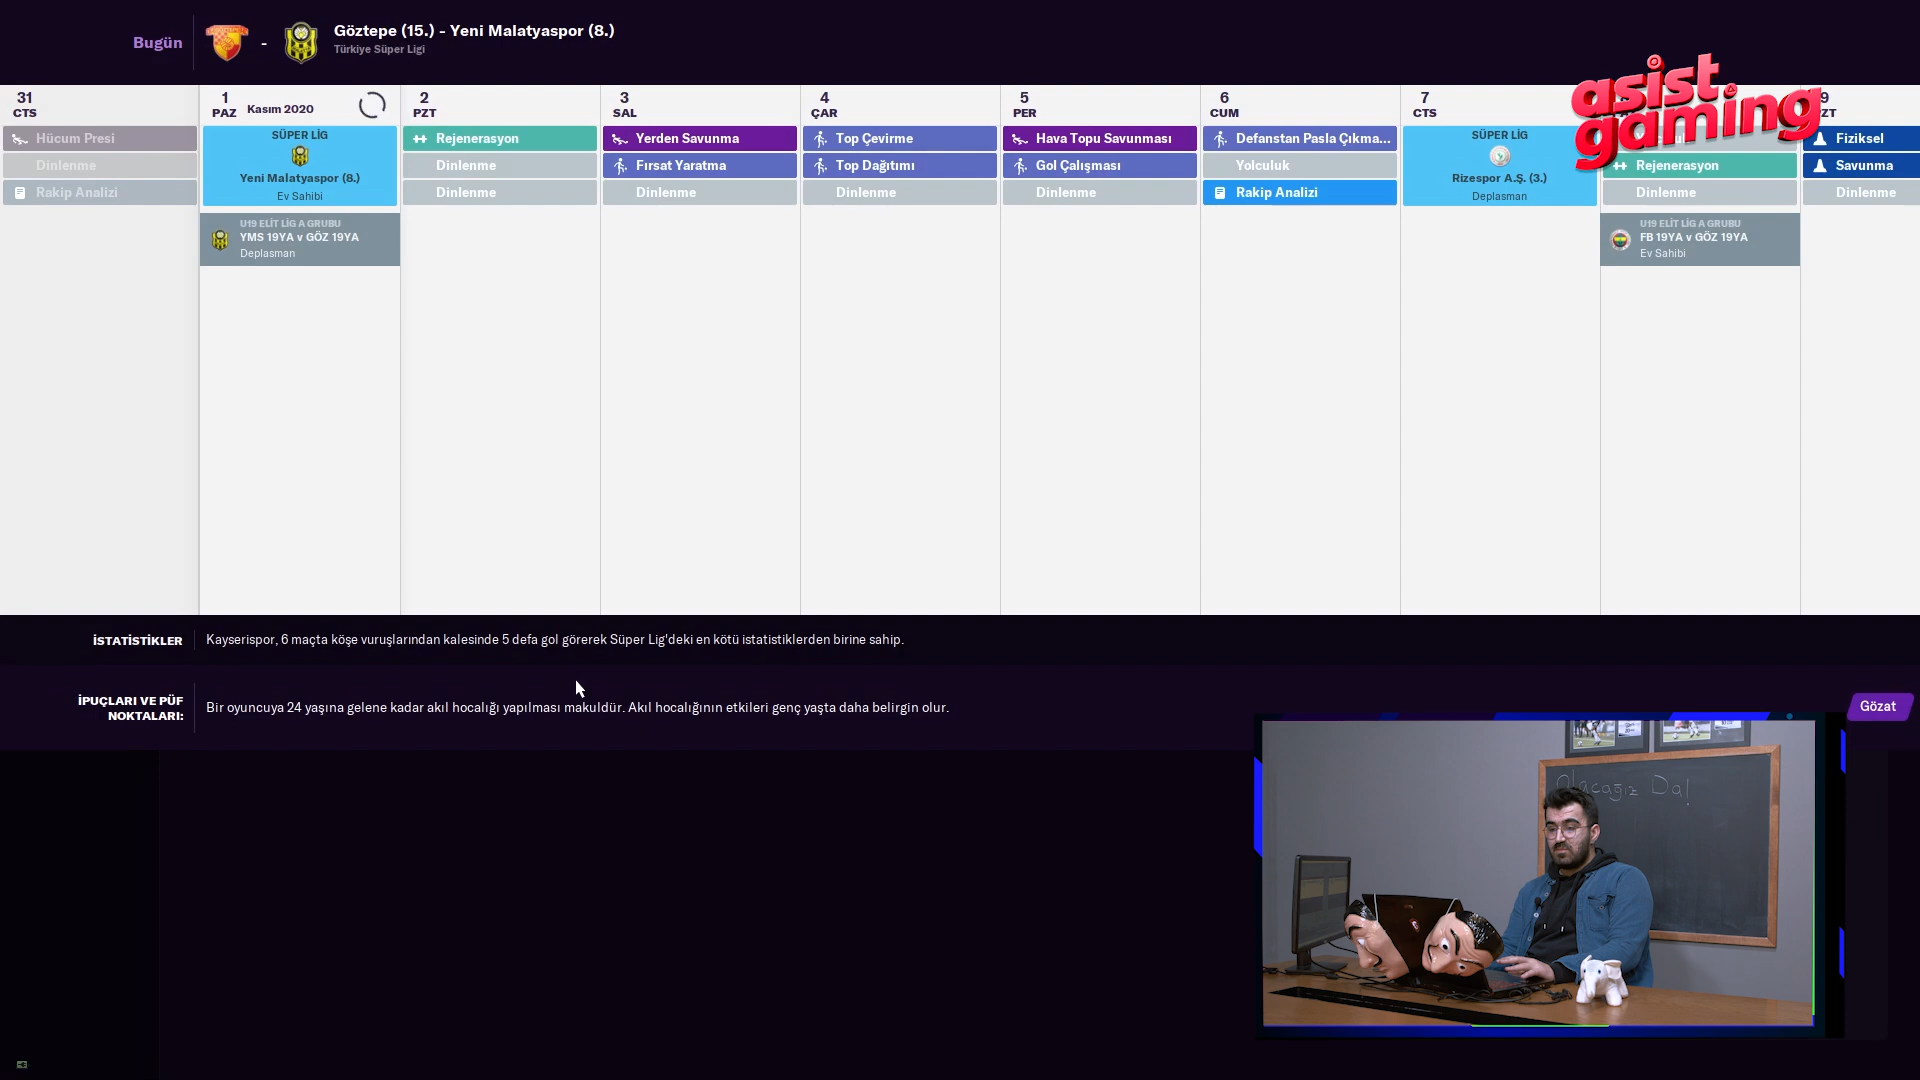 Bugün
-
Göztepe (15.) - Yeni Malatyaspor (8.)
Türkiye Süper Ligi
asist
gaming
31
CTS
Hücum Presi
Dinlenme
Rakip Analizi
1
PAZ
Kasım 2020
SÜPER LİG
Yeni Malatyaspor (8.)
Ev Sahibi
U19 ELİT LİG A GRUBU
YMS 19YA v GÖZ 19YA
Deplasman
2
PZT
Rejenerasyon
Dinlenme
Dinlenme
3
SAL
Yerden Savunma
Fırsat Yaratma
Dinlenme
4
ÇAR
Top Çevirme
Top Dağıtımı
Dinlenme
5
PER
Hava Topu Savunması
Gol Çalışması
Dinlenme
6
CUM
Defanstan Pasla Çıkma...
Yolculuk
Rakip Analizi
7
CTS
SÜPER LİG
Rizespor A.Ş. (3.)
Deplasman
Rejenerasyon
Dinlenme
U19 ELİT LİG A GRUBU
FB 19YA v GÖZ 19YA
Ev Sahibi
9
Fiziksel
Savunma
Dinlenme
İSTATİSTİKLER
Kayserispor, 6 maçta köşe vuruşlarından kalesinde 5 defa gol görerek Süper Lig'deki en kötü istatistiklerden birine sahip.
İPUÇLARI VE PÜF
NOKTALARI:
Bir oyuncuya 24 yaşına gelene kadar akıl hocalığı yapılması makuldür. Akıl hocalığının etkileri genç yaşta daha belirgin olur.
Gözat
Olacağız Da!